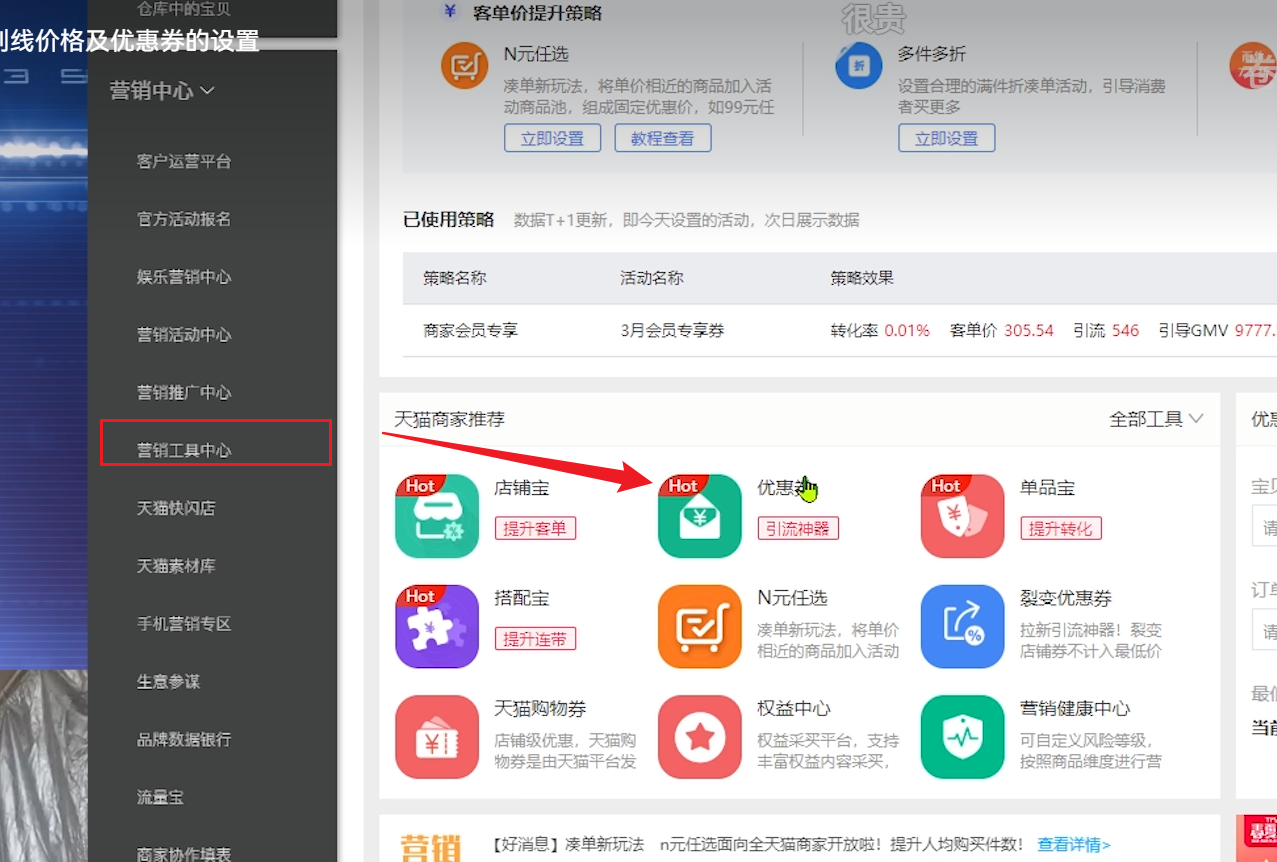 仓库中的宝贝
划线价格及优惠券的设置
营销中心
客户运营平台
官方活动报名
娱乐营销中心
营销活动中心
营销推广中心
营销工具中心
天猫快闪店
天猫素材库
手机营销专区
生意参谋
品牌数据银行
流量宝
商家协作填表
¥ 客单价提升策略
很贵
N元任选
凑单新玩法，将单价相近的商品加入活
动商品池，组成固定优惠价，如99元任
立即设置 教程查看
多件多折
设置合理的满件折凑单活动，引导消费
者买更多
立即设置
折
卷
已使用策略 数据T+1更新，即今天设置的活动，次日展示数据
策略名称 活动名称 策略效果
商家会员专享 3月会员专享券 转化率 0.01% 客单价 305.54 引流 546 引导GMV 9777.
天猫商家推荐 全部工具
Hot 店铺宝
提升客单
Hot 优惠券
引流神器
Hot 单品宝
提升转化
Hot 搭配宝
提升连带
N元任选
凑单新玩法，将单价
相近的商品加入活动
裂变优惠券
拉新引流神器！裂变
店铺券不计入最低价
天猫购物券
店铺级优惠，天猫购
物券是由天猫平台发
权益中心
权益采买平台，支持
丰富权益内容采买，
营销健康中心
可自定义风险等级，
按照商品维度进行营
优惠
宝贝
请
订单
请
最低
当前
营销 【好消息】凑单新玩法 n元任选面向全天猫商家开放啦！提升人均购买件数！ 查看详情>